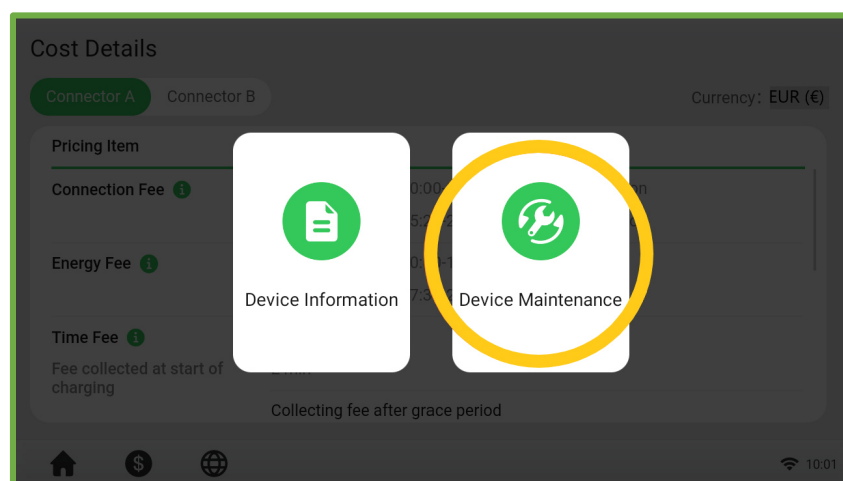 Cost Details
Connector A Connector B
Currency: EUR (€)
Pricing Item
Connection Fee
Energy Fee
Device Information
Device Maintenance
Time Fee
Fee collected at start of
charging
Collecting fee after grace period
10:01